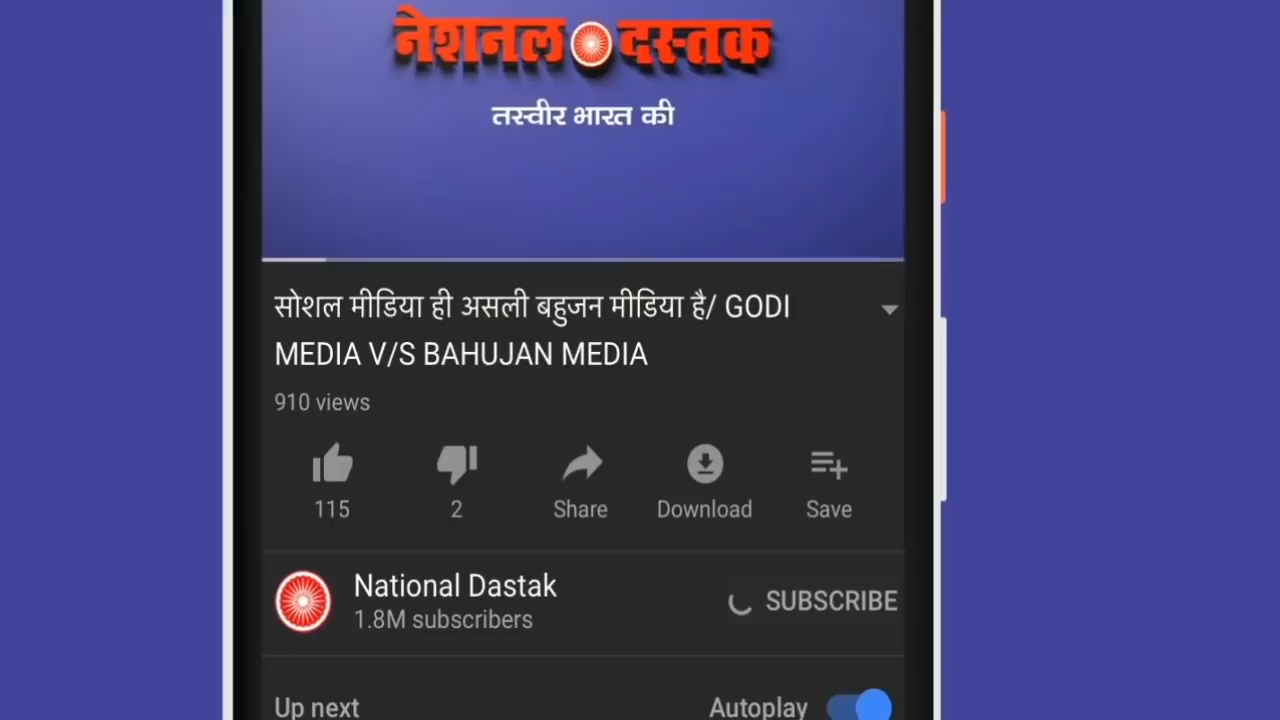 नेशनल दस्तक
तस्वीर भारत की
सोशल मीडिया ही असली बहुजन मीडिया है/ GODI
MEDIA V/S BAHUJAN MEDIA
910 views
115 2 Share Download Save
National Dastak
1.8M subscribers
SUBSCRIBE
Up next Autoplay